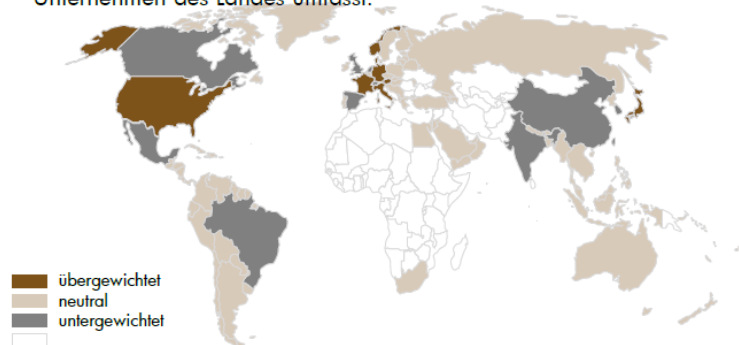 Unternehmen des Landes umfasst.
übergewichtet
neutral
untergewichtet